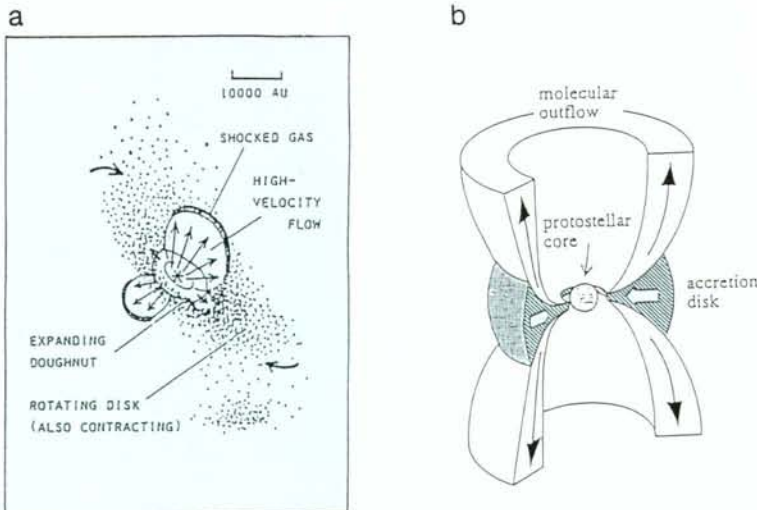 a
10000 AU
SHOCKED GAS
HIGH-
VELOCITY
FLOW
EXPANDING
DOUGHNUT
ROTATING DISK
(ALSO CONTRACTING)
b
molecular
outflow
protostellar
core
accretion
disk